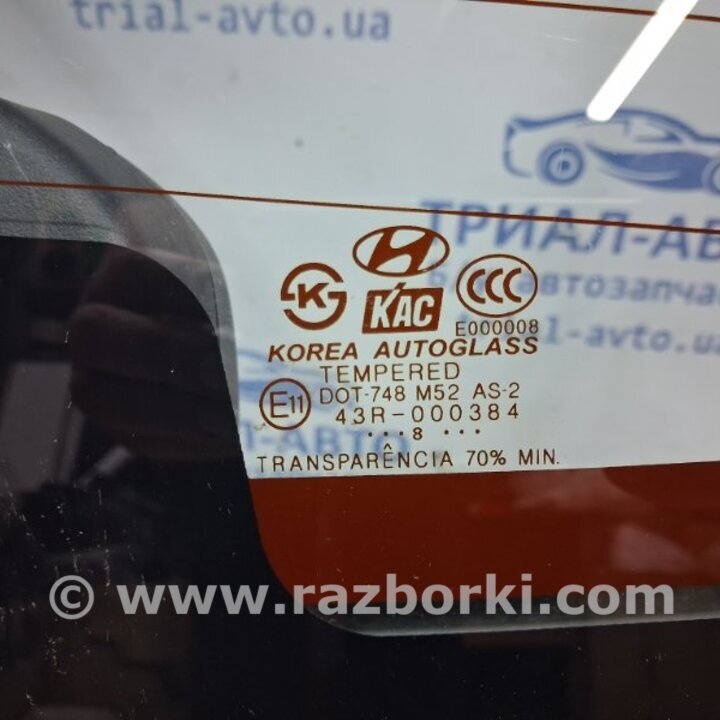 trial-avto.ua
ТРИАЛ-АВ
автозапча
l-avto.u
K
KAC
CCC
E000008
KOREA AUTOGLASS
TEMPERED
E11
DOT-748 M52 AS-2
43R-000384
...8 ...
TRANSPARÊNCIA 70% MIN.
© www.razborki.com